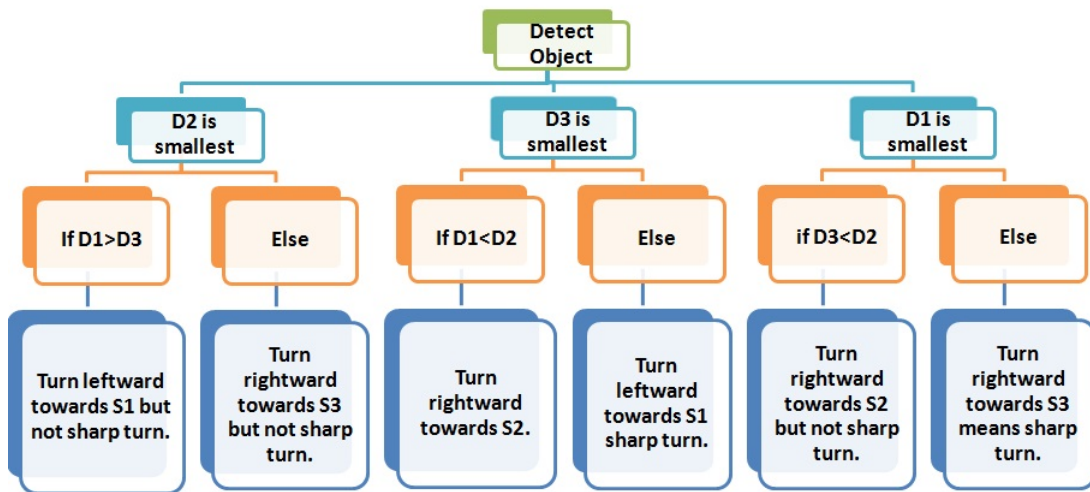 Detect
Object
D2 is
smallest
D3 is
smallest
D1 is
smallest
If D1>D3
Else
If D1<D2
Else
if D3<D2
Else
Turn leftward
towards S1 but
not sharp turn.
Turn
rightward
towards S3
but not sharp
turn.
Turn
rightward
towards S2.
Turn
leftward
towards S1
sharp turn.
Turn
rightward
towards S2
but not sharp
turn.
Turn
rightward
towards S3
means sharp
turn.